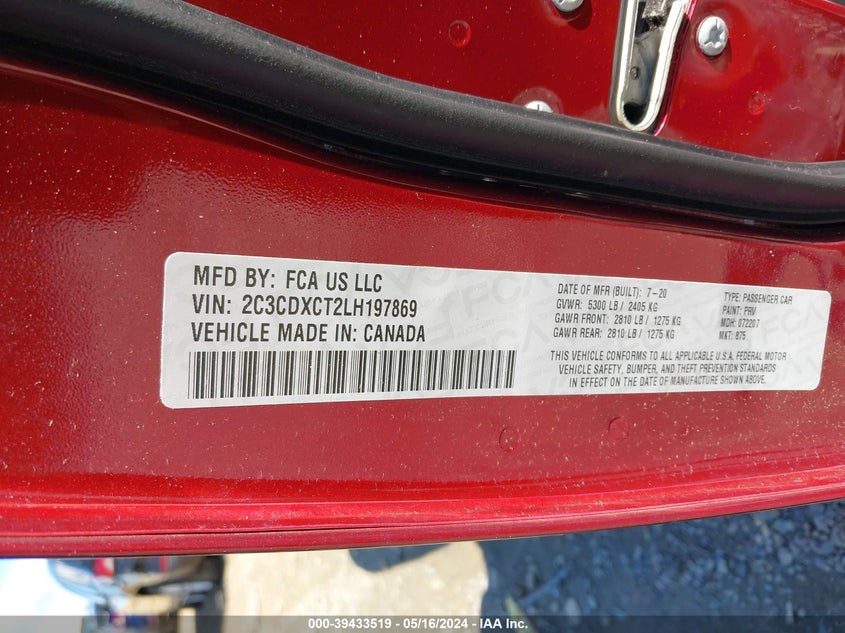 MFD BY: FCA US LLC
VIN: 2C3CDXCT2LH197869
VEHICLE MADE IN: CANADA
DATE OF MFR (BUILT): 7-20
GVWR: 5300 LB / 2405 KG
GAWR FRONT: 2810 LB / 1275 KG
GAWR REAR: 2810 LB / 1275 KG
TYPE: PASSENGER CAR
PAINT: PRV
MDH: 072207
MKT: 875
THIS VEHICLE CONFORMS TO ALL APPLICABLE U.S.A. FEDERAL MOTOR
VEHICLE SAFETY, BUMPER, AND THEFT PREVENTION STANDARDS
IN EFFECT ON THE DATE OF MANUFACTURE SHOWN ABOVE.
000-39433519 - 05/16/2024 - IAA Inc.